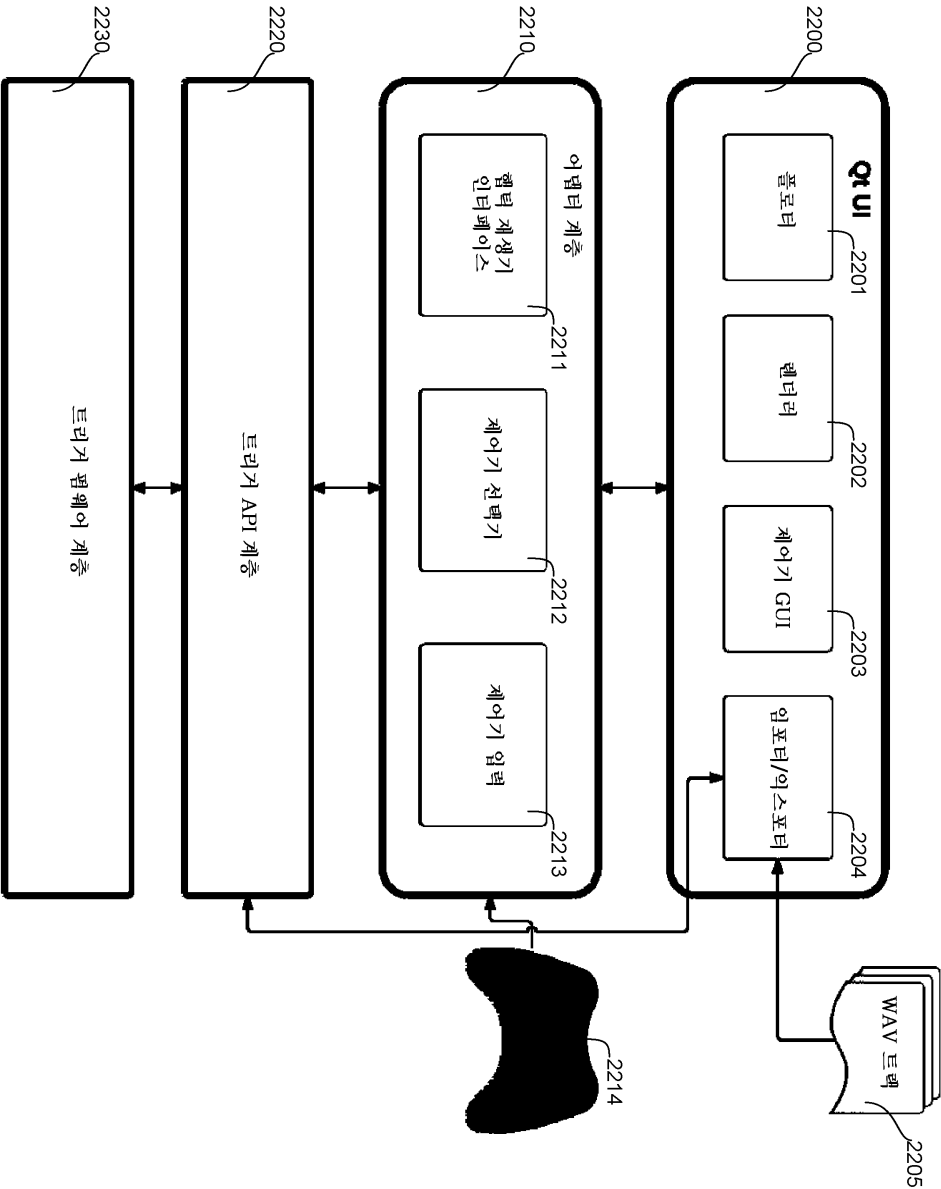 2200
Qt UI
플로터
2201
렌더러
2202
제어기 GUI
2203
임포터/익스포터
2204
WAV 트랙
2205
2210
어댑터 계층
햅틱 재생기
인터페이스
2211
제어기 선택기
2212
제어기 입력
2213
2214
2220
트리거 API 계층
2230
트리거 펌웨어 계층